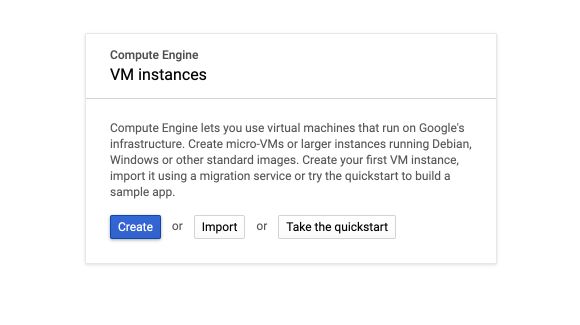 Compute Engine
VM instances
Compute Engine lets you use virtual machines that run on Google's
infrastructure. Create micro-VMs or larger instances running Debian,
Windows or other standard images. Create your first VM instance,
import it using a migration service or try the quickstart to build a
sample app.
Create or Import or Take the quickstart